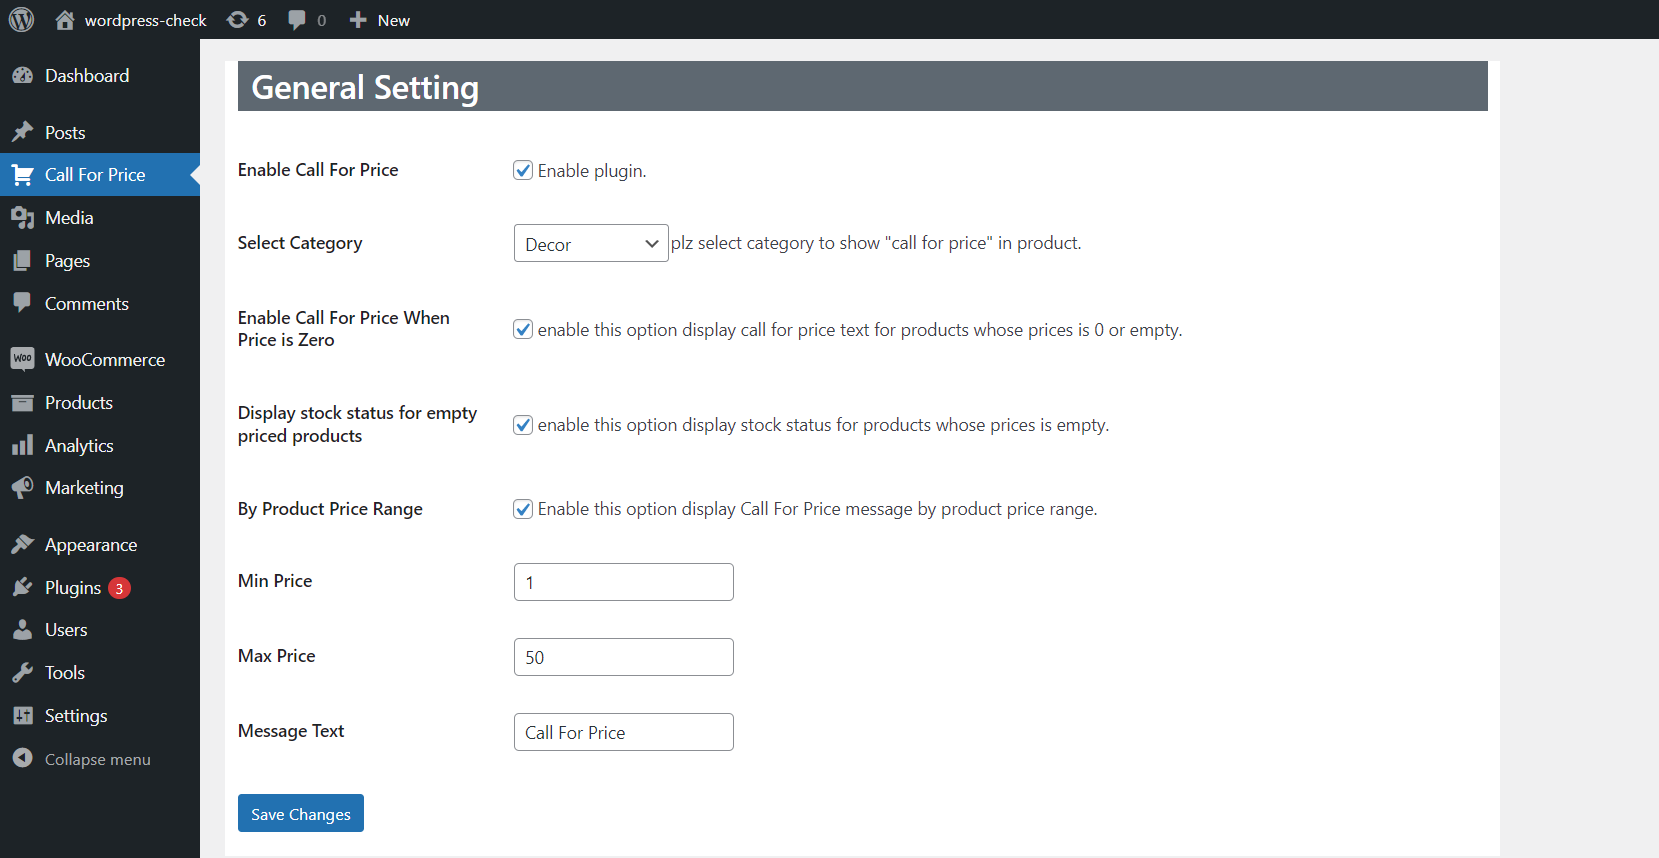 wordpress-check 6 0 New
Dashboard
Posts
Call For Price
Media
Pages
Comments
Woo WooCommerce
Products
Analytics
Marketing
Appearance
Plugins 3
Users
Tools
Settings
Collapse menu
General Setting
Enable Call For Price Enable plugin.
Select Category Decor plz select category to show "call for price" in product.
Enable Call For Price When
Price is Zero
enable this option display call for price text for products whose prices is 0 or empty.
Display stock status for empty
priced products
enable this option display stock status for products whose prices is empty.
By Product Price Range Enable this option display Call For Price message by product price range.
Min Price 1
Max Price 50
Message Text Call For Price
Save Changes